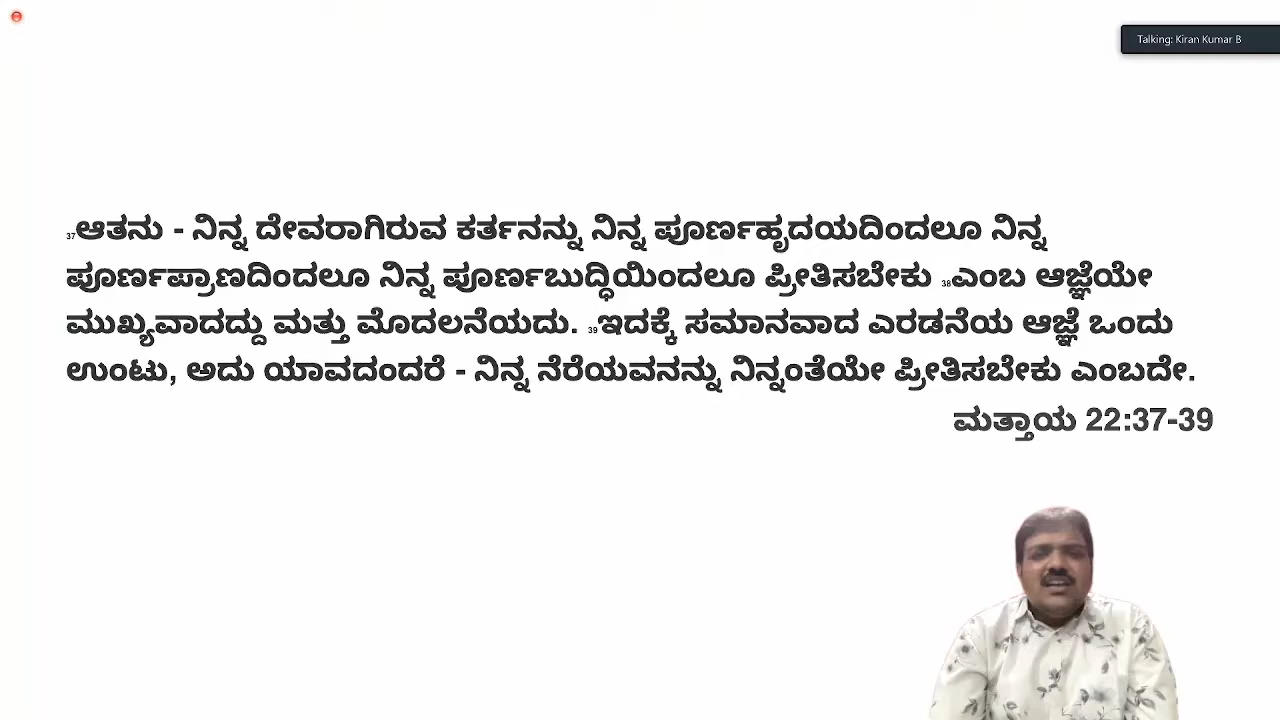 Talking: Kiran Kumar B
37ಆತನು - ನಿನ್ನ ದೇವರಾಗಿರುವ ಕರ್ತನನ್ನು ನಿನ್ನ ಪೂರ್ಣಹೃದಯದಿಂದಲೂ ನಿನ್ನ
ಪೂರ್ಣಪ್ರಾಣದಿಂದಲೂ ನಿನ್ನ ಪೂರ್ಣಬುದ್ಧಿಯಿಂದಲೂ ಪ್ರೀತಿಸಬೇಕು 38ಎಂಬ ಆಜ್ಞೆಯೇ
ಮುಖ್ಯವಾದದ್ದು ಮತ್ತು ಮೊದಲನೆಯದು. 39ಇದಕ್ಕೆ ಸಮಾನವಾದ ಎರಡನೆಯ ಆಜ್ಞೆ ಒಂದು
ಉಂಟು, ಅದು ಯಾವದಂದರೆ - ನಿನ್ನ ನೆರೆಯವನನ್ನು ನಿನ್ನಂತೆಯೇ ಪ್ರೀತಿಸಬೇಕು ಎಂಬದೇ.
ಮತ್ತಾಯ 22:37-39